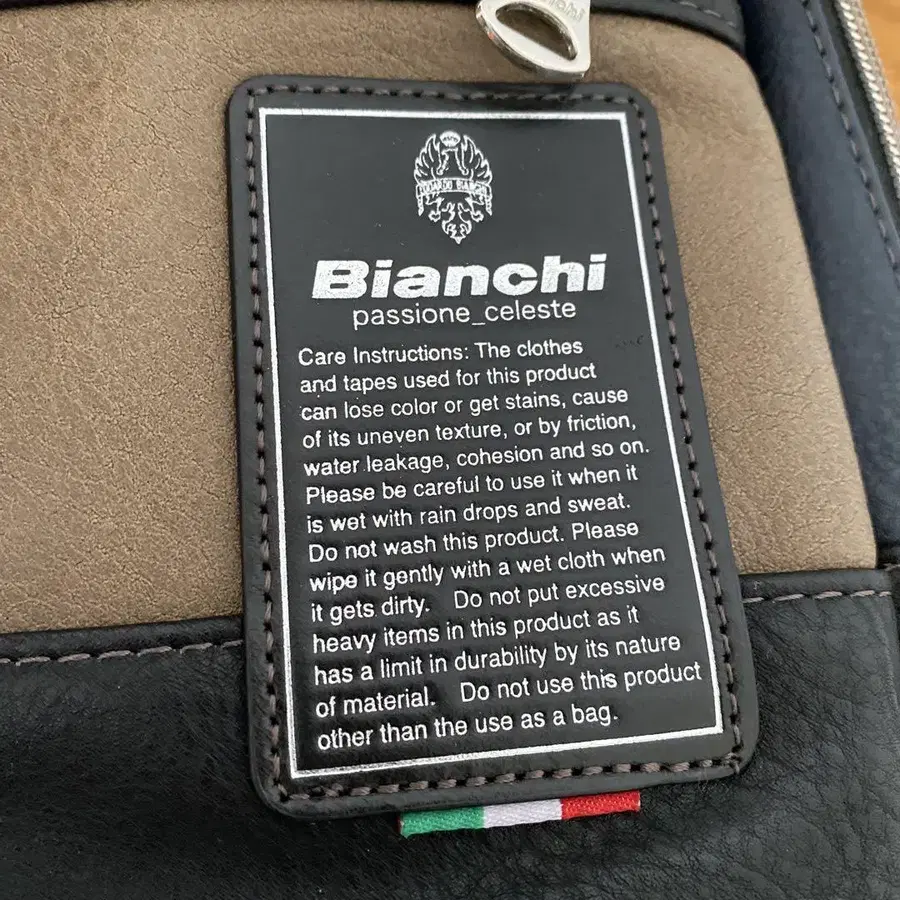 EDOARDO BIANCHI
Bianchi
passione_celeste
Care Instructions: The clothes
and tapes used for this product
can lose color or get stains, cause
of its uneven texture, or by friction,
water leakage, cohesion and so on.
Please be careful to use it when it
is wet with rain drops and sweat.
Do not wash this product. Please
wipe it gently with a wet cloth when
it gets dirty. Do not put excessive
heavy items in this product as it
has a limit in durability by its nature
of material. Do not use this product
other than the use as a bag.